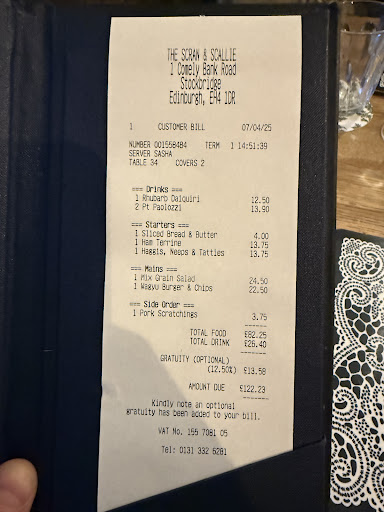 THE SCRAN & SCALLIE
1 Comely Bank Road
Stockbridge
Edinburgh, EH4 1DR
1 CUSTOMER BILL 07/04/25
NUMBER 001556484 TERM 1 14:51:39
SERVER SASHA
TABLE 34 COVERS 2
=== Drinks ===
1 Rhubarb Daiquiri 12.50
2 Pt Paolozzi 13.90
=== Starters ===
1 Sliced Bread & Butter 4.00
1 Ham Terrine 13.75
1 Haggis, Neeps & Tatties 13.75
=== Mains ===
1 Mix Grain Salad 24.50
1 Wagyu Burger & Chips 22.50
=== Side Order ===
1 Pork Scratchings 3.75
-------
TOTAL FOOD £82.25
TOTAL DRINK £26.40
-------
GRATUITY (OPTIONAL)
(12.50%) £13.58
-------
AMOUNT DUE £122.23
-------
Kindly note an optional
gratuity has been added to your bill.
VAT No. 155 7081 05
Tel: 0131 332 6281